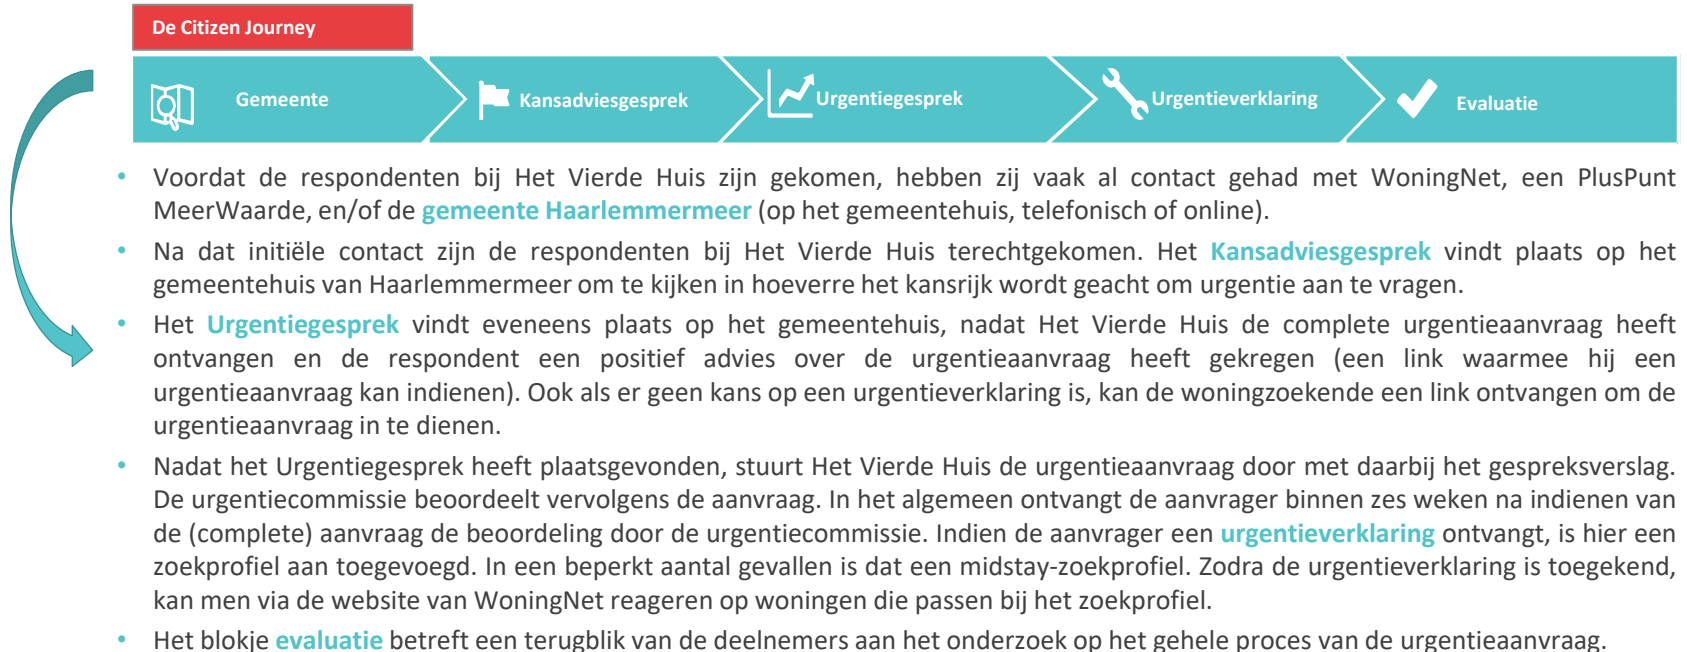 De Citizen Journey
Gemeente
Kansadviesgesprek
Urgentiegesprek
Urgentieverklaring
Evaluatie
• Voordat de respondenten bij Het Vierde Huis zijn gekomen, hebben zij vaak al contact gehad met WoningNet, een PlusPunt
MeerWaarde, en/of de gemeente Haarlemmermeer (op het gemeentehuis, telefonisch of online).
• Na dat initiële contact zijn de respondenten bij Het Vierde Huis terechtgekomen. Het Kansadviesgesprek vindt plaats op het
gemeentehuis van Haarlemmermeer om te kijken in hoeverre het kansrijk wordt geacht om urgentie aan te vragen.
• Het Urgentiegesprek vindt eveneens plaats op het gemeentehuis, nadat Het Vierde Huis de complete urgentieaanvraag heeft
ontvangen en de respondent een positief advies over de urgentieaanvraag heeft gekregen (een link waarmee hij een
urgentieaanvraag kan indienen). Ook als er geen kans op een urgentieverklaring is, kan de woningzoekende een link ontvangen om de
urgentieaanvraag in te dienen.
• Nadat het Urgentiegesprek heeft plaatsgevonden, stuurt Het Vierde Huis de urgentieaanvraag door met daarbij het gespreksverslag.
De urgentiecommissie beoordeelt vervolgens de aanvraag. In het algemeen ontvangt de aanvrager binnen zes weken na indienen van
de (complete) aanvraag de beoordeling door de urgentiecommissie. Indien de aanvrager een urgentieverklaring ontvangt, is hier een
zoekprofiel aan toegevoegd. In een beperkt aantal gevallen is dat een midstay-zoekprofiel. Zodra de urgentieverklaring is toegekend,
kan men via de website van WoningNet reageren op woningen die passen bij het zoekprofiel.
• Het blokje evaluatie betreft een terugblik van de deelnemers aan het onderzoek op het gehele proces van de urgentieaanvraag.